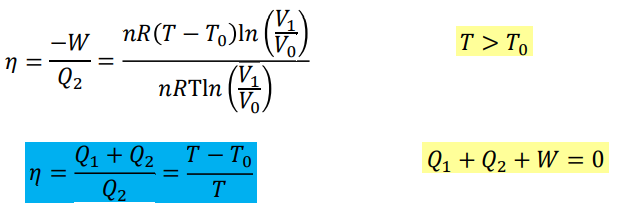 η = −W / Q₂ = nR(T − T₀)ln(V₁/V₀) / nRTln(V₁/V₀)
T > T₀
η = Q₁ + Q₂ / Q₂ = T − T₀ / T
Q₁ + Q₂ + W = 0